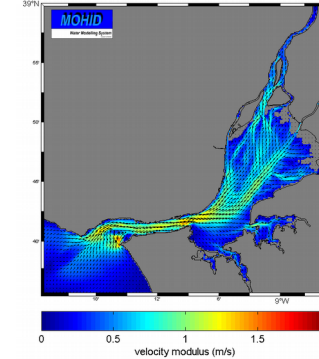 39°N
MOHID
Water Modelling System
55'
50'
45'
40'
16' 12' 6' 9°W
0 0.5 1 1.5
velocity modulus (m/s)